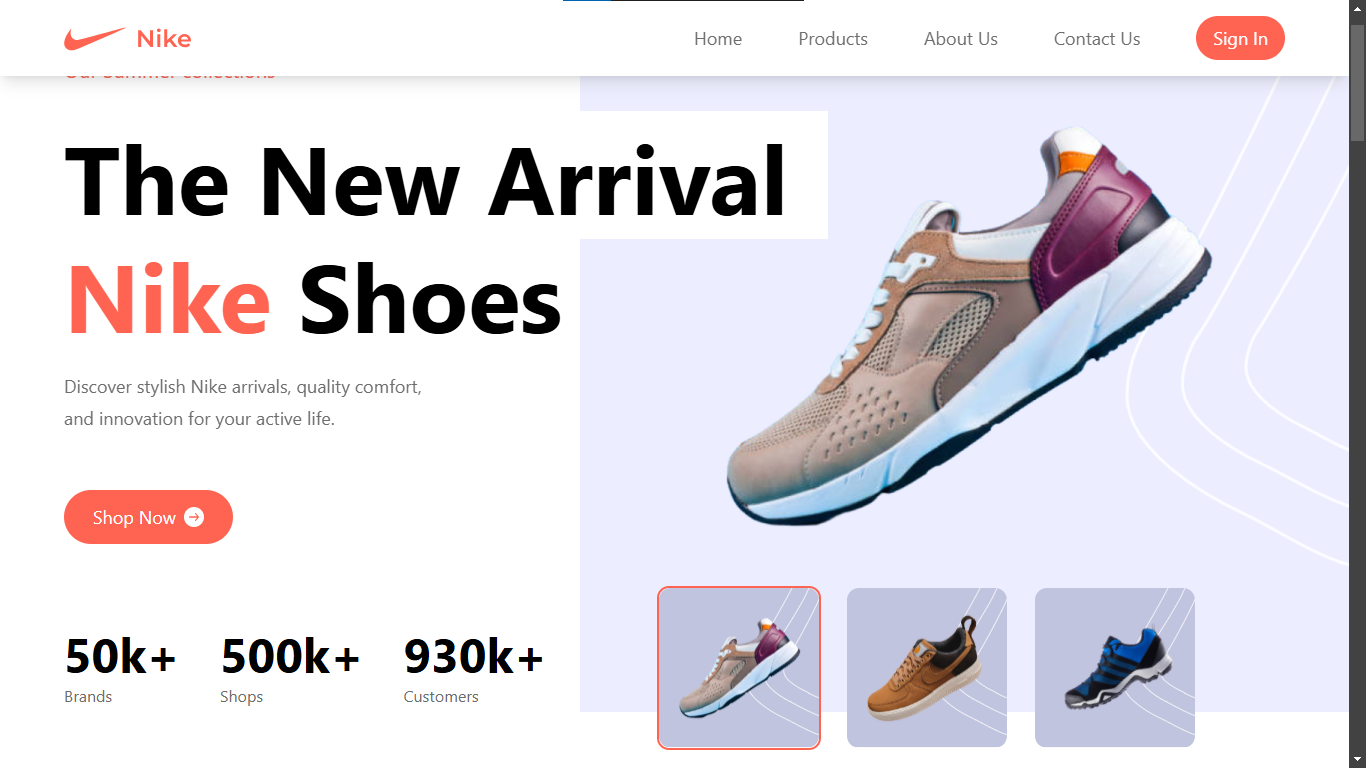 Nike
Home
Products
About Us
Contact Us
Sign In
Our Summer collections
The New Arrival
Nike Shoes
Discover stylish Nike arrivals, quality comfort,
and innovation for your active life.
Shop Now
50k+
Brands
500k+
Shops
930k+
Customers